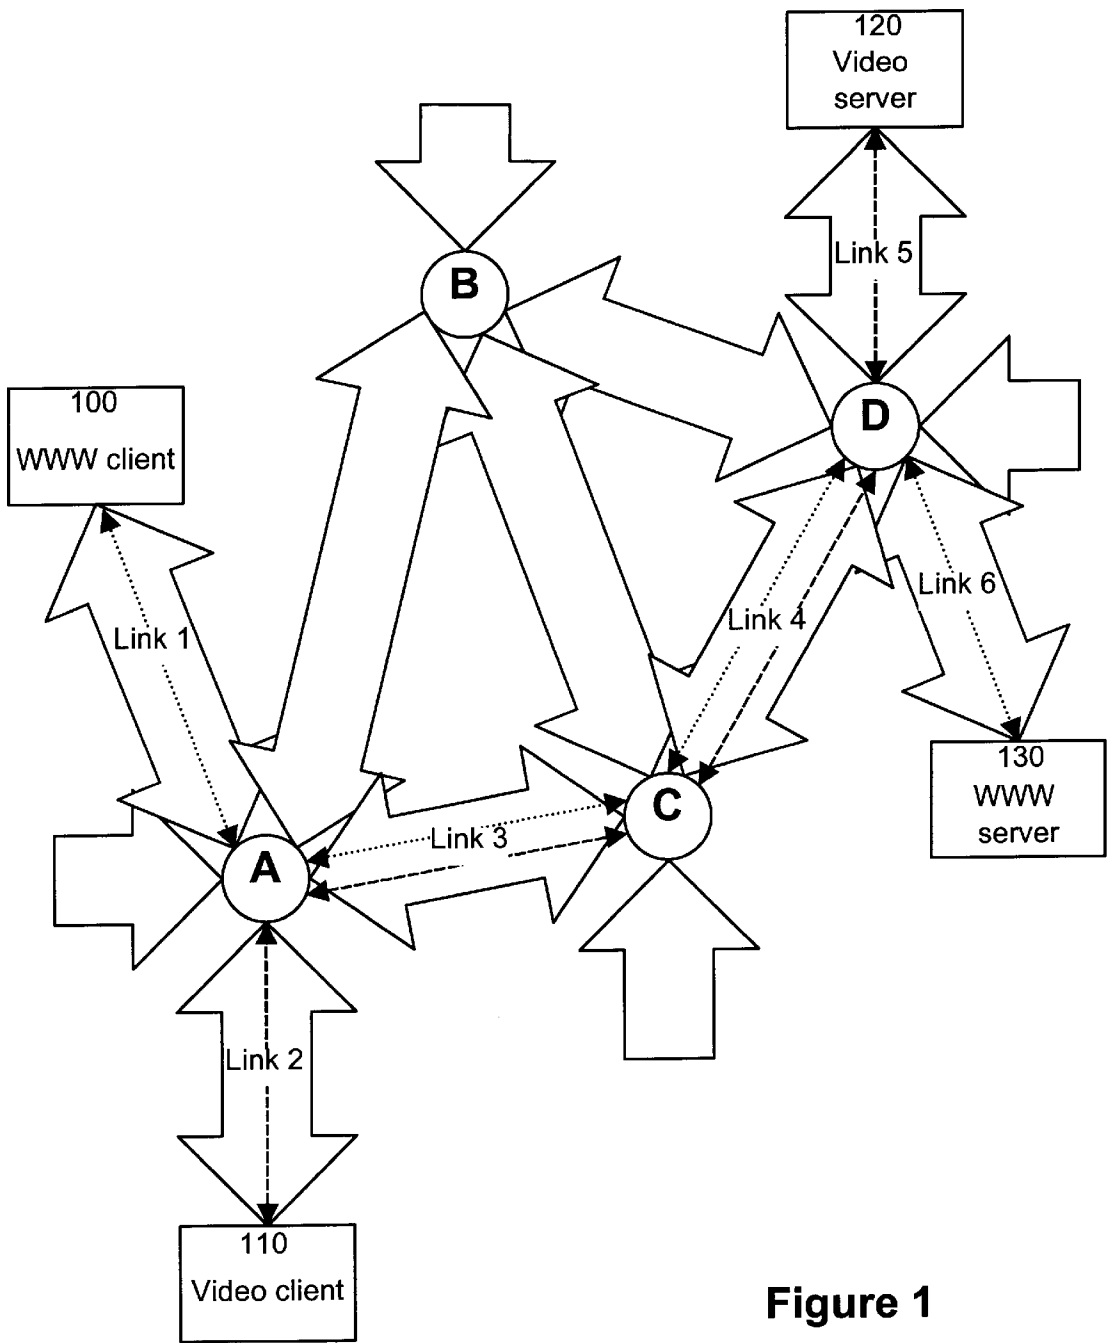 120
Video
server
B
Link 5
100
WWW client
D
Link 6
Link 4
Link 1
130
WWW
server
C
Link 3
A
Link 2
110
Video client
Figure 1